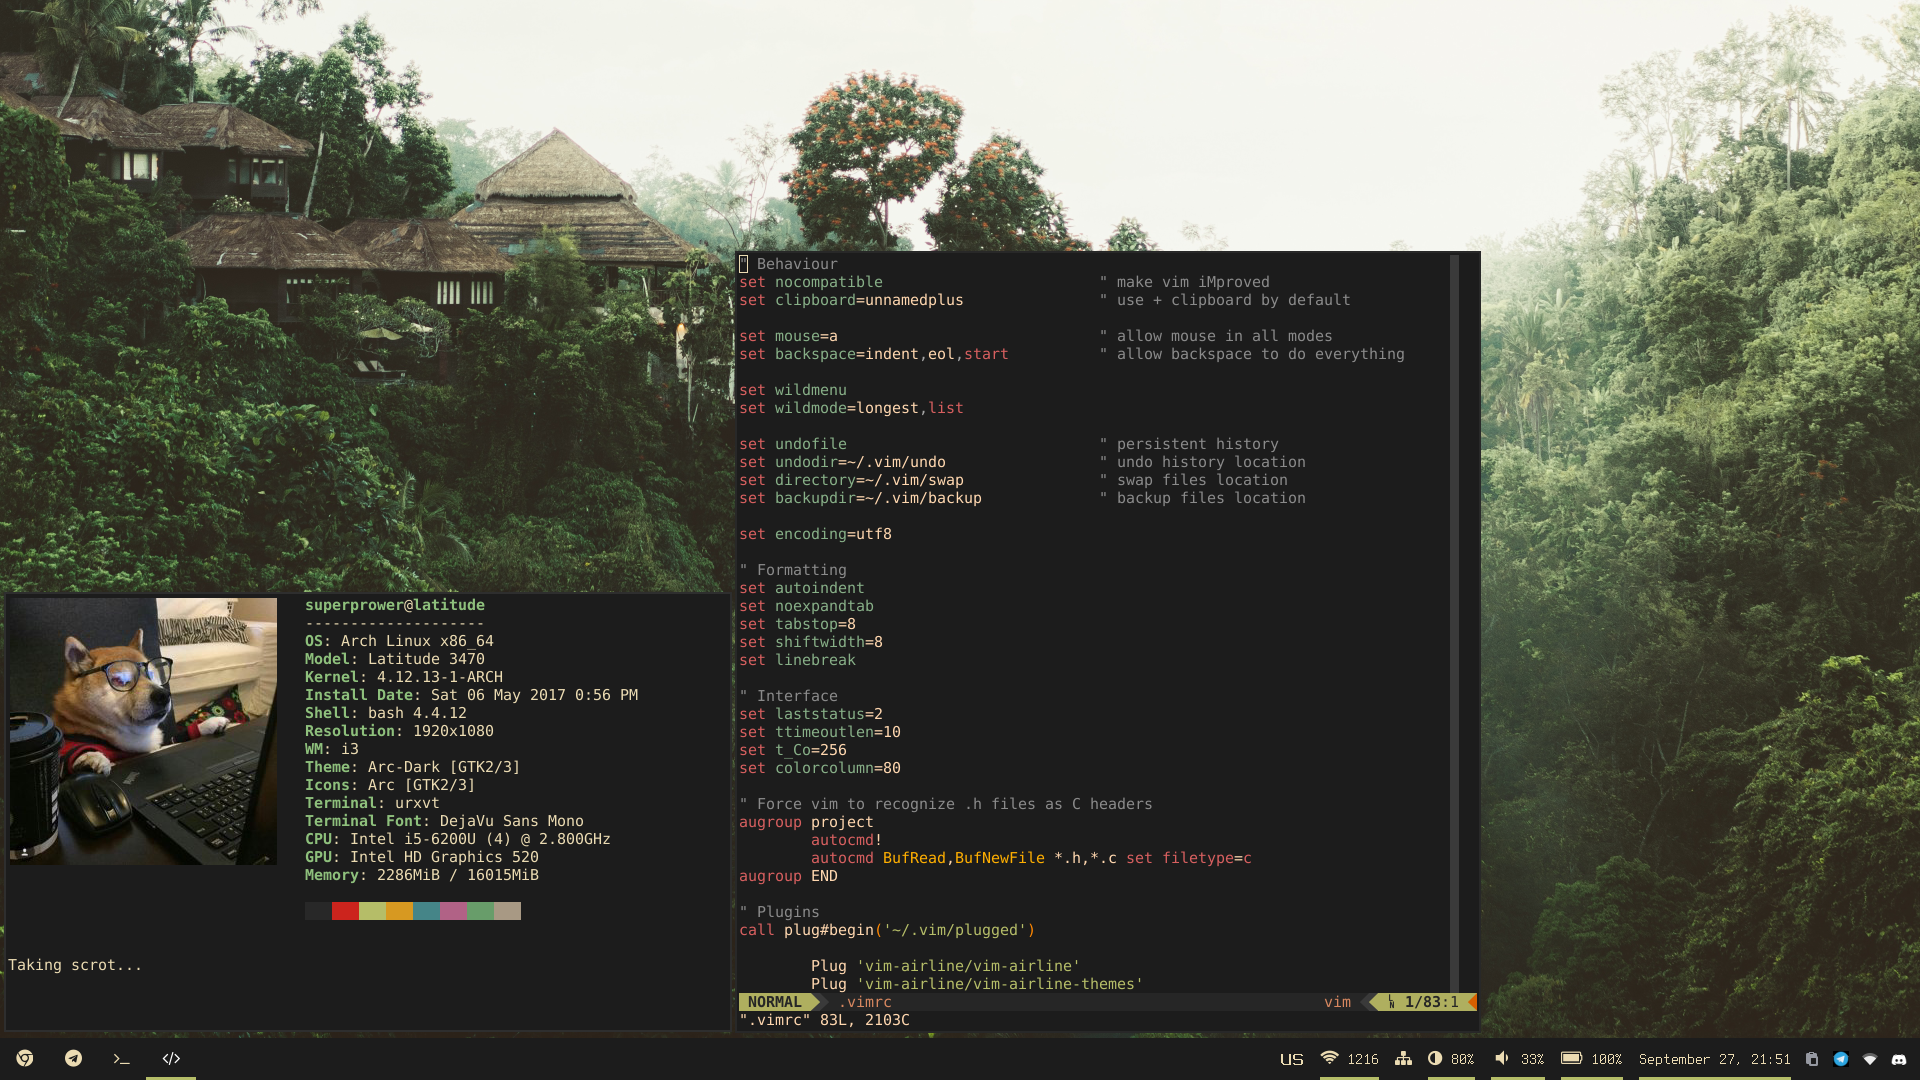 " Behaviour
set nocompatible " make vim iMproved
set clipboard=unnamedplus " use + clipboard by default
set mouse=a " allow mouse in all modes
set backspace=indent,eol,start " allow backspace to do everything
set wildmenu
set wildmode=longest,list
set undofile " persistent history
set undodir=~/.vim/undo " undo history location
set directory=~/.vim/swap " swap files location
set backupdir=~/.vim/backup " backup files location
set encoding=utf8
" Formatting
set autoindent
set noexpandtab
set tabstop=8
set shiftwidth=8
set linebreak
" Interface
set laststatus=2
set ttimeoutlen=10
set t_Co=256
set colorcolumn=80
" Force vim to recognize .h files as C headers
augroup project
autocmd!
autocmd BufRead,BufNewFile *.h,*.c set filetype=c
augroup END
" Plugins
call plug#begin('~/.vim/plugged')
Plug 'vim-airline/vim-airline'
Plug 'vim-airline/vim-airline-themes'
NORMAL .vimrc vim 1/83:1
".vimrc" 83L, 2103C
superprower@latitude
--------------------
OS: Arch Linux x86_64
Model: Latitude 3470
Kernel: 4.12.13-1-ARCH
Install Date: Sat 06 May 2017 0:56 PM
Shell: bash 4.4.12
Resolution: 1920x1080
WM: i3
Theme: Arc-Dark [GTK2/3]
Icons: Arc [GTK2/3]
Terminal: urxvt
Terminal Font: DejaVu Sans Mono
CPU: Intel i5-6200U (4) @ 2.800GHz
GPU: Intel HD Graphics 520
Memory: 2286MiB / 16015MiB
Taking scrot...
US 1216 80% 33% 100% September 27, 21:51